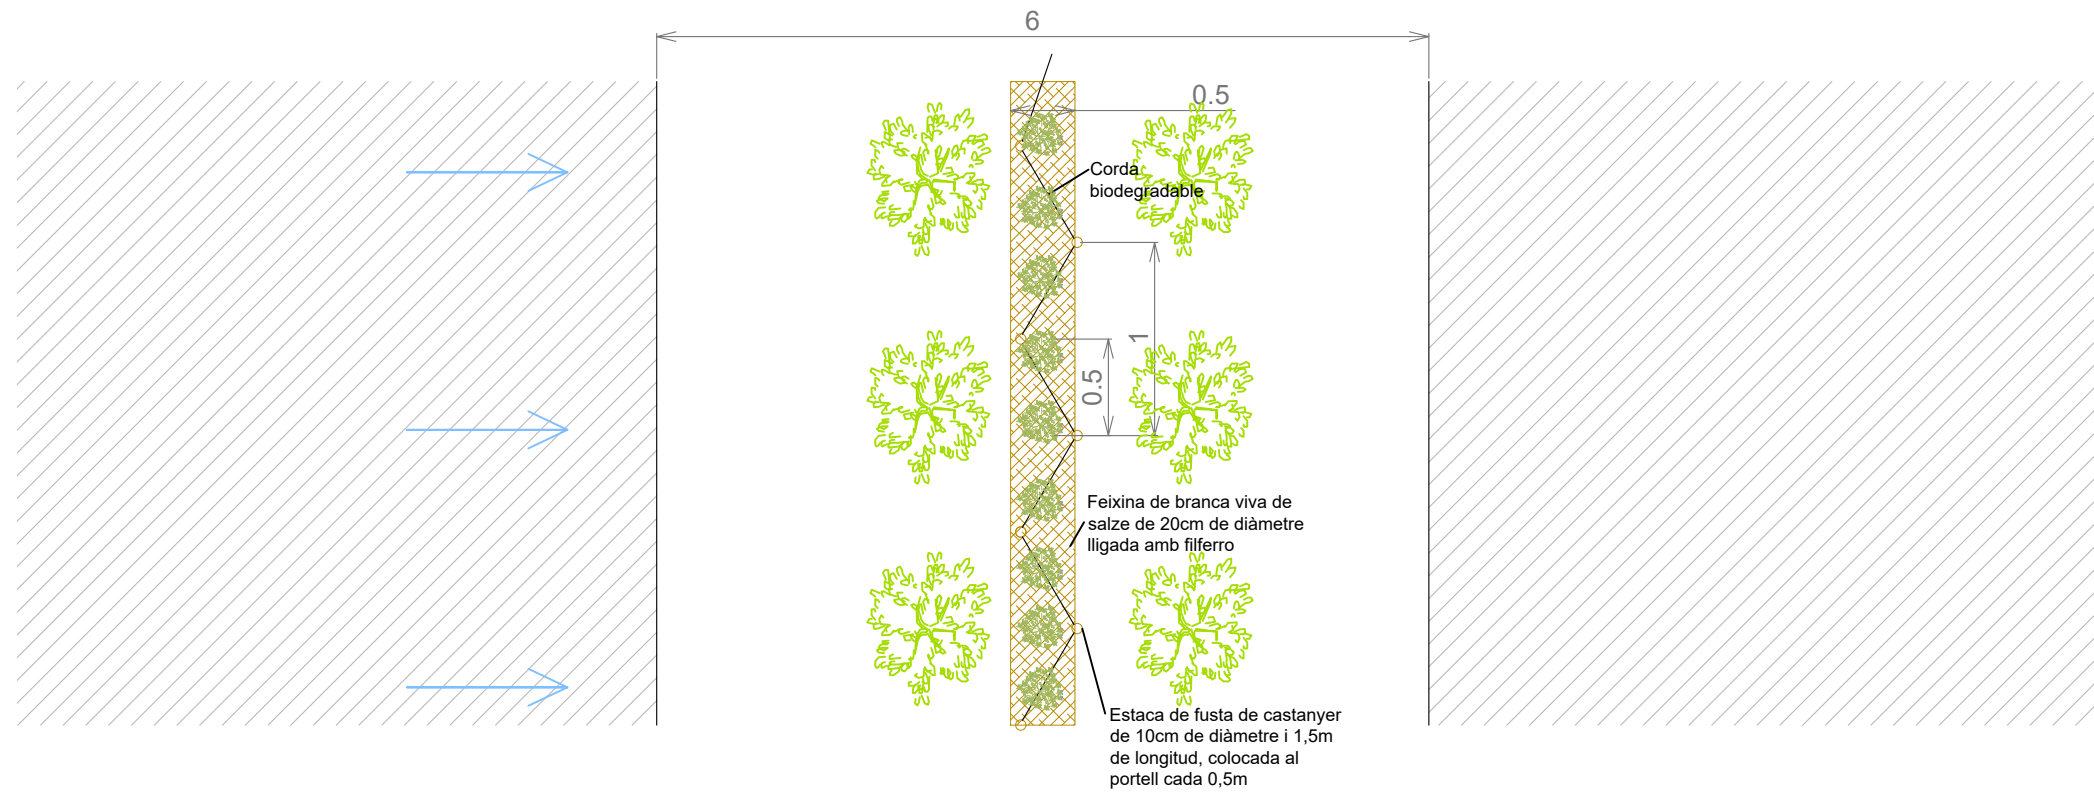 6
0.5
Corda
biodegradable
1
0.5
Feixina de branca viva de
salze de 20cm de diàmetre
lligada amb filferro
Estaca de fusta de castanyer
de 10cm de diàmetre i 1,5m
de longitud, colocada al
portell cada 0,5m